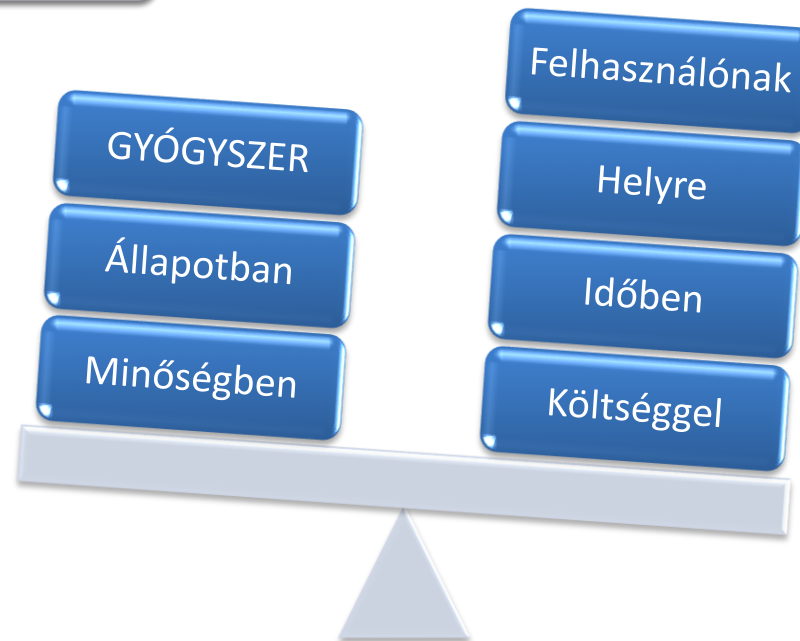 GYÓGYSZER
Állapotban
Minőségben
Felhasználónak
Helyre
Időben
Költséggel